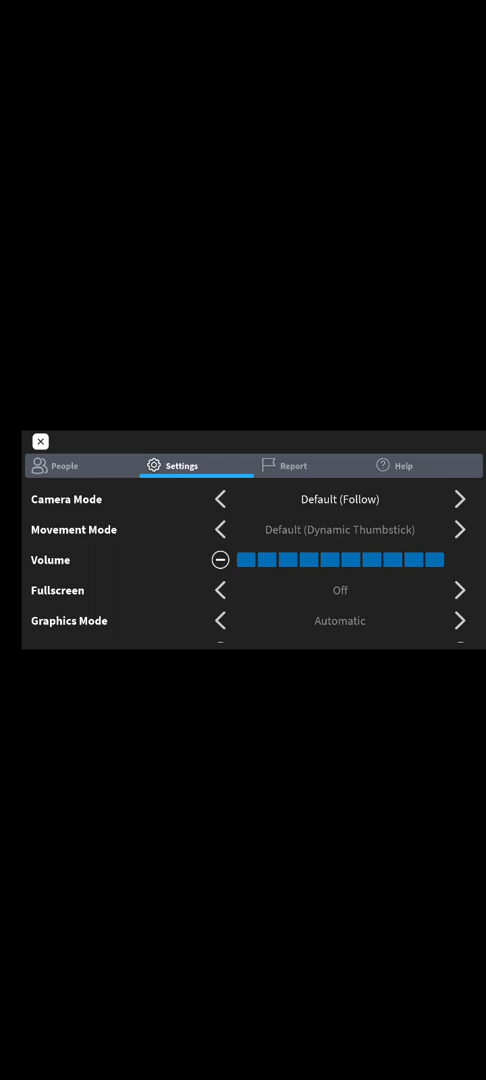 People
Settings
Report
Help
Camera Mode Default (Follow)
Movement Mode Default (Dynamic Thumbstick)
Volume
Fullscreen Off
Graphics Mode Automatic